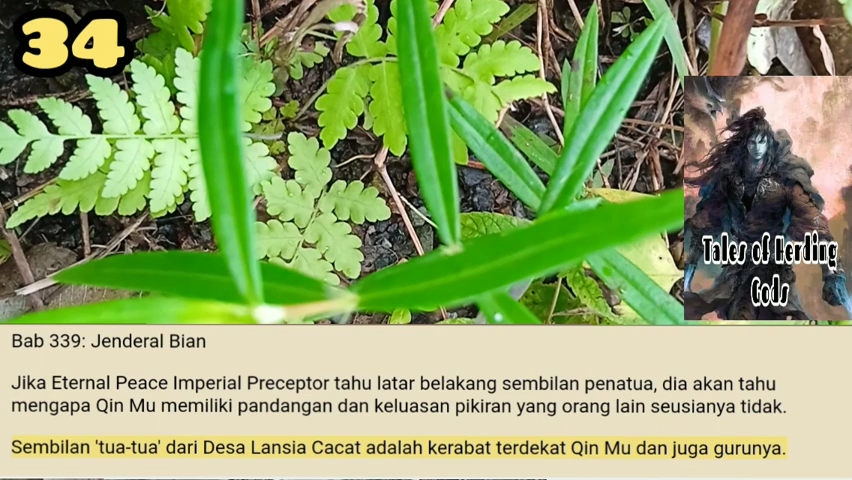 34
Tales of Herding
Gods
Bab 339: Jenderal Bian
Jika Eternal Peace Imperial Preceptor tahu latar belakang sembilan penatua, dia akan tahu
mengapa Qin Mu memiliki pandangan dan keluasan pikiran yang orang lain seusianya tidak.
Sembilan 'tua-tua' dari Desa Lansia Cacat adalah kerabat terdekat Qin Mu dan juga gurunya.